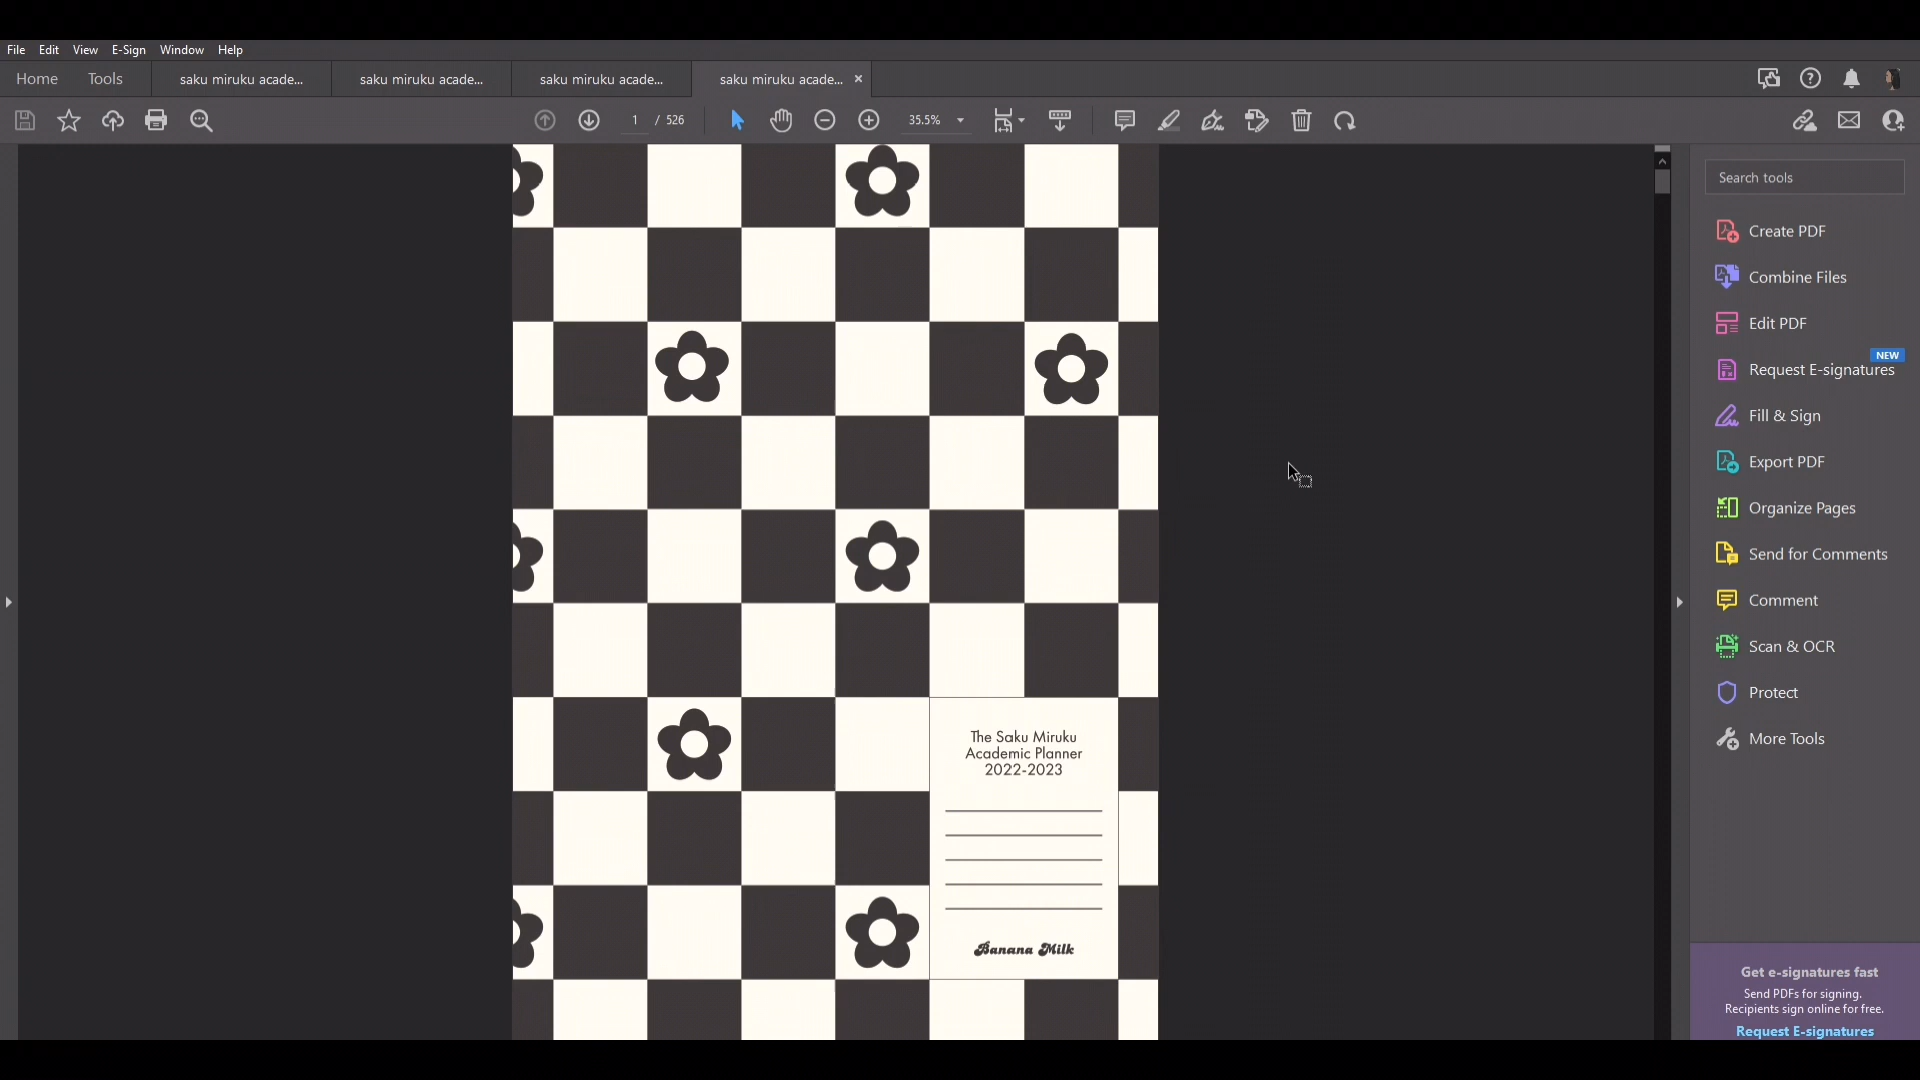 File Edit View E-Sign Window Help
Home Tools saku miruku acade... saku miruku acade... saku miruku acade... saku miruku acade...
1 / 526 35.5%
Search tools
Create PDF
Combine Files
Edit PDF
NEW
Request E-signatures
Fill & Sign
Export PDF
Organize Pages
Send for Comments
Comment
Scan & OCR
Protect
More Tools
The Saku Miruku
Academic Planner
2022-2023
Banana Milk
Get e-signatures fast
Send PDFs for signing.
Recipients sign online for free.
Request E-signatures